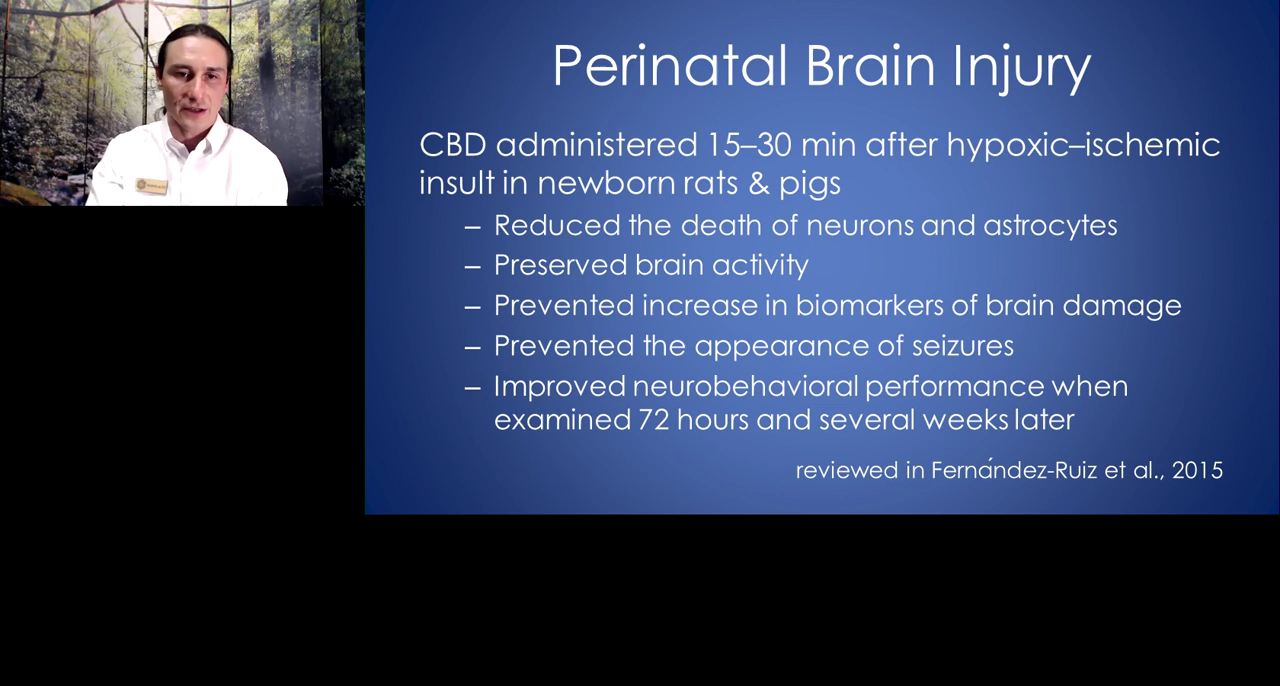 Perinatal Brain Injury
CBD administered 15–30 min after hypoxic–ischemic
insult in newborn rats & pigs
– Reduced the death of neurons and astrocytes
– Preserved brain activity
– Prevented increase in biomarkers of brain damage
– Prevented the appearance of seizures
– Improved neurobehavioral performance when
examined 72 hours and several weeks later
reviewed in Fernández-Ruiz et al., 2015